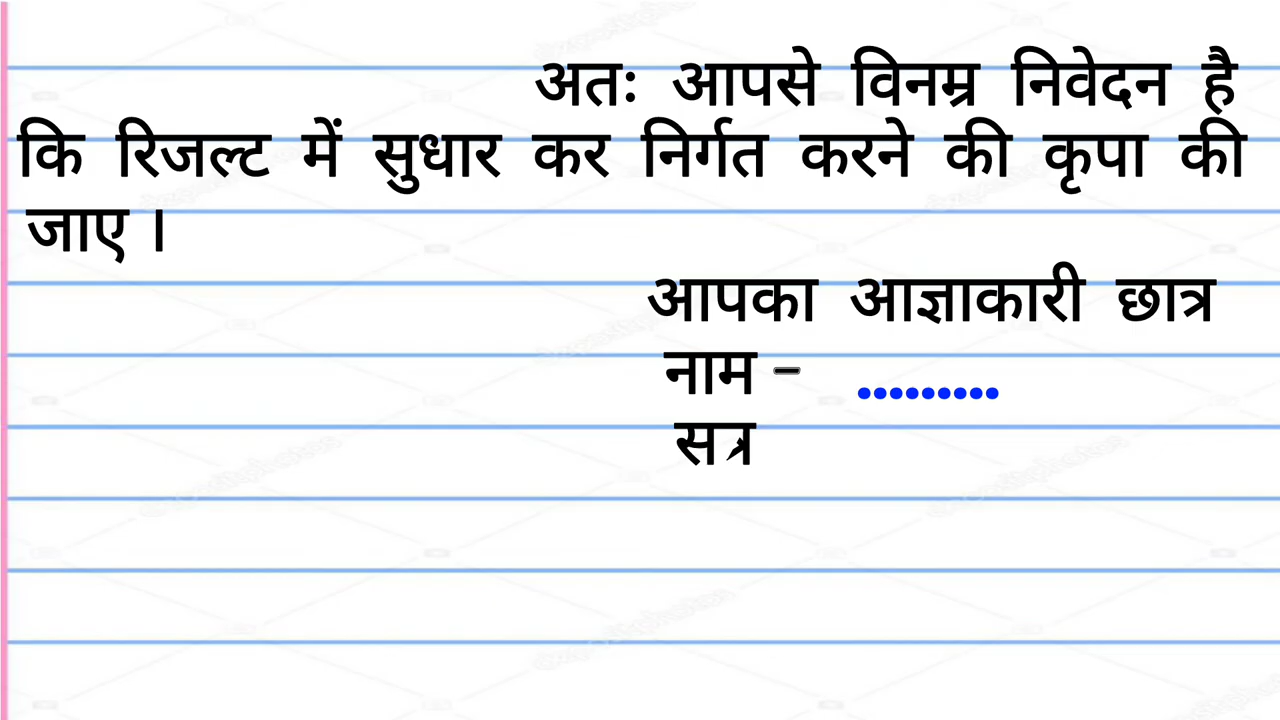 अतः आपसे विनम्र निवेदन है
कि रिजल्ट में सुधार कर निर्गत करने की कृपा की
जाए ।
आपका आज्ञाकारी छात्र
नाम – .........
सत्र